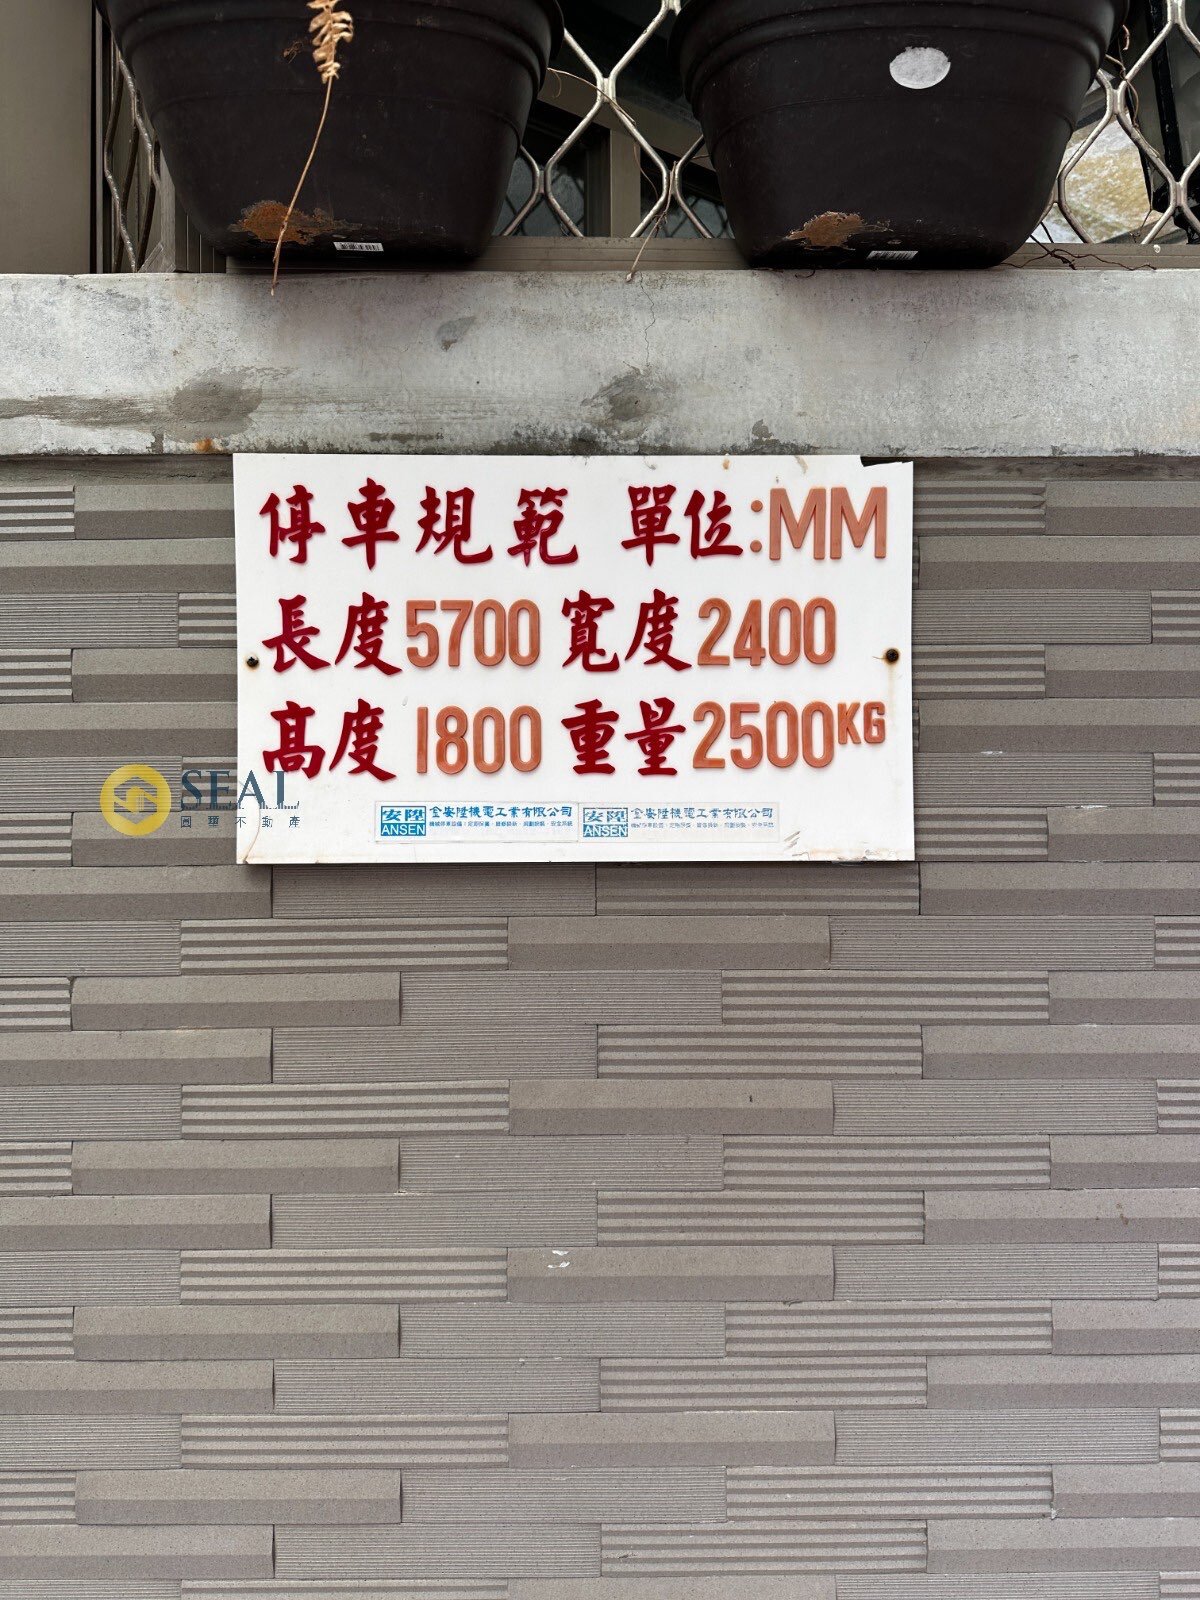 停車規範 單位:MM
長度5700 寬度2400
高度1800 重量2500KG
SEAL
不動產
安陞 ANSEN 全安陞機電工業有限公司
安陞 ANSEN 全安陞機電工業有限公司